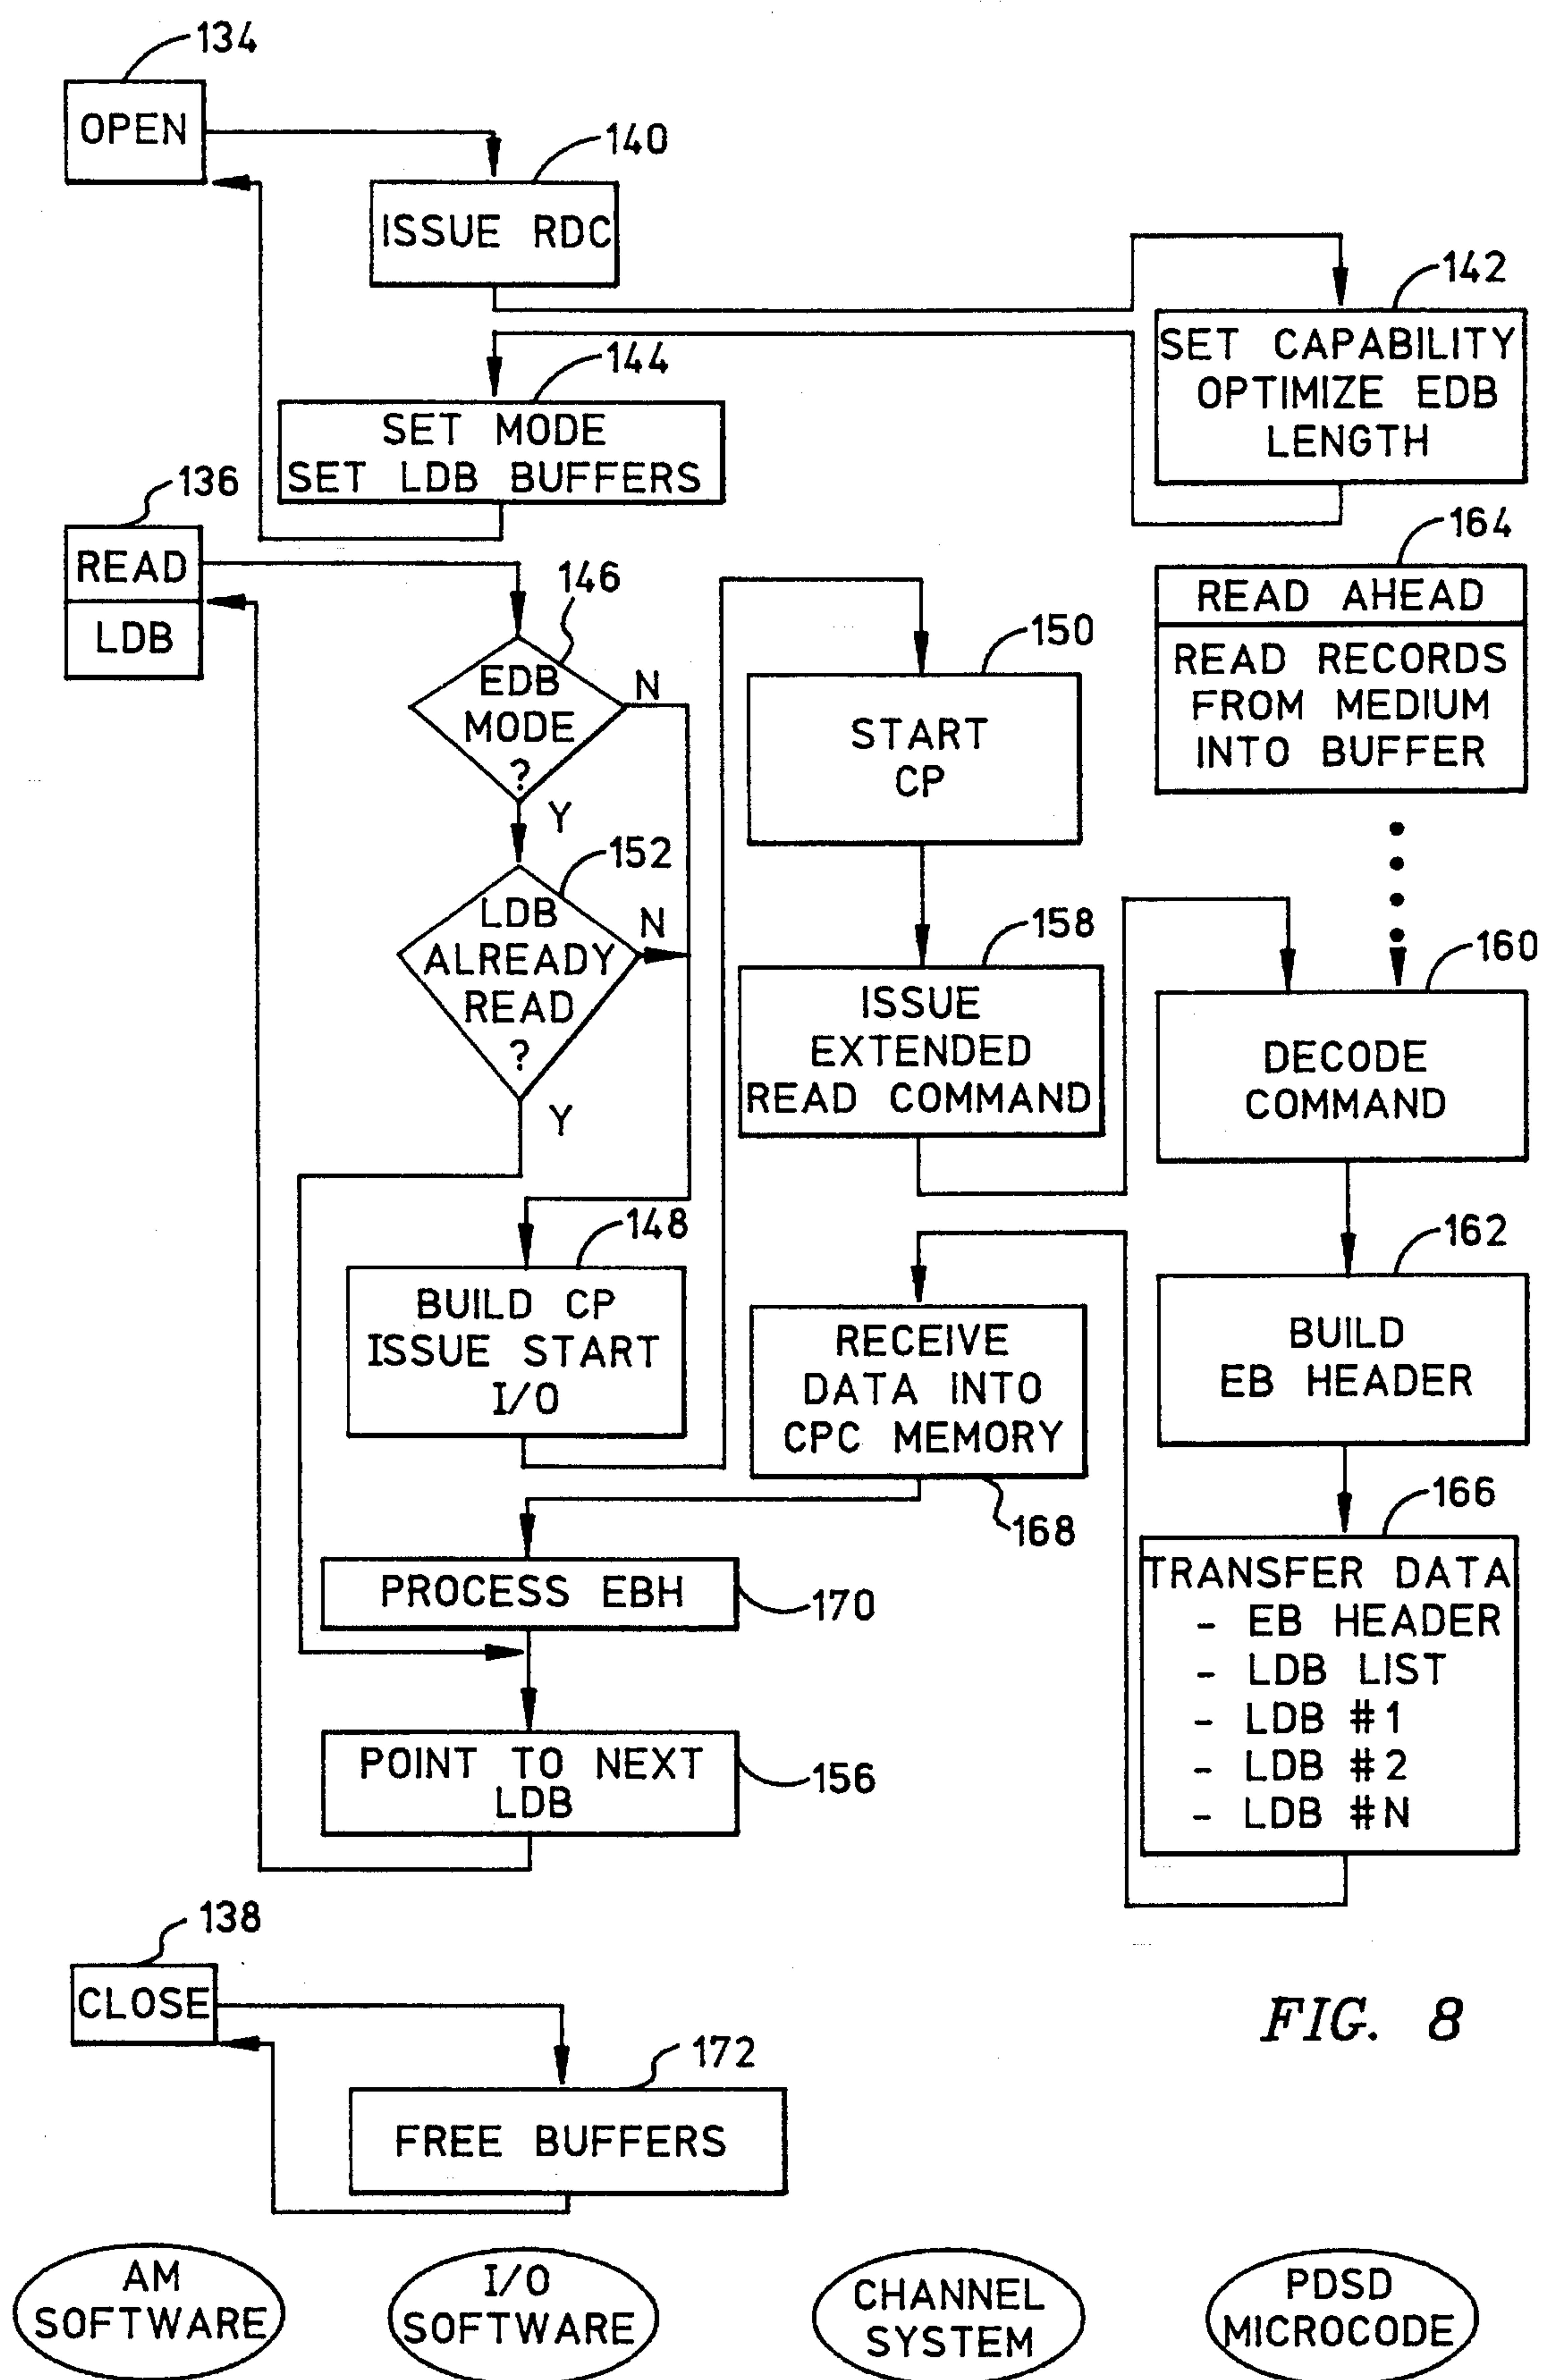 134
OPEN
140
ISSUE RDC
142
SET CAPABILITY
OPTIMIZE EDB
LENGTH
144
SET MODE
SET LDB BUFFERS
136
READ
LDB
164
READ AHEAD
READ RECORDS
FROM MEDIUM
INTO BUFFER
146
EDB
MODE
?
N
Y
150
START
CP
152
LDB
ALREADY
READ
?
N
Y
158
ISSUE
EXTENDED
READ COMMAND
160
DECODE
COMMAND
148
BUILD CP
ISSUE START
I/O
162
BUILD
EB HEADER
RECEIVE
DATA INTO
CPC MEMORY
168
166
TRANSFER DATA
- EB HEADER
- LDB LIST
- LDB #1
- LDB #2
- LDB #N
PROCESS EBH
170
POINT TO NEXT
LDB
156
138
CLOSE
FIG. 8
172
FREE BUFFERS
AM
SOFTWARE
I/O
SOFTWARE
CHANNEL
SYSTEM
PDSD
MICROCODE